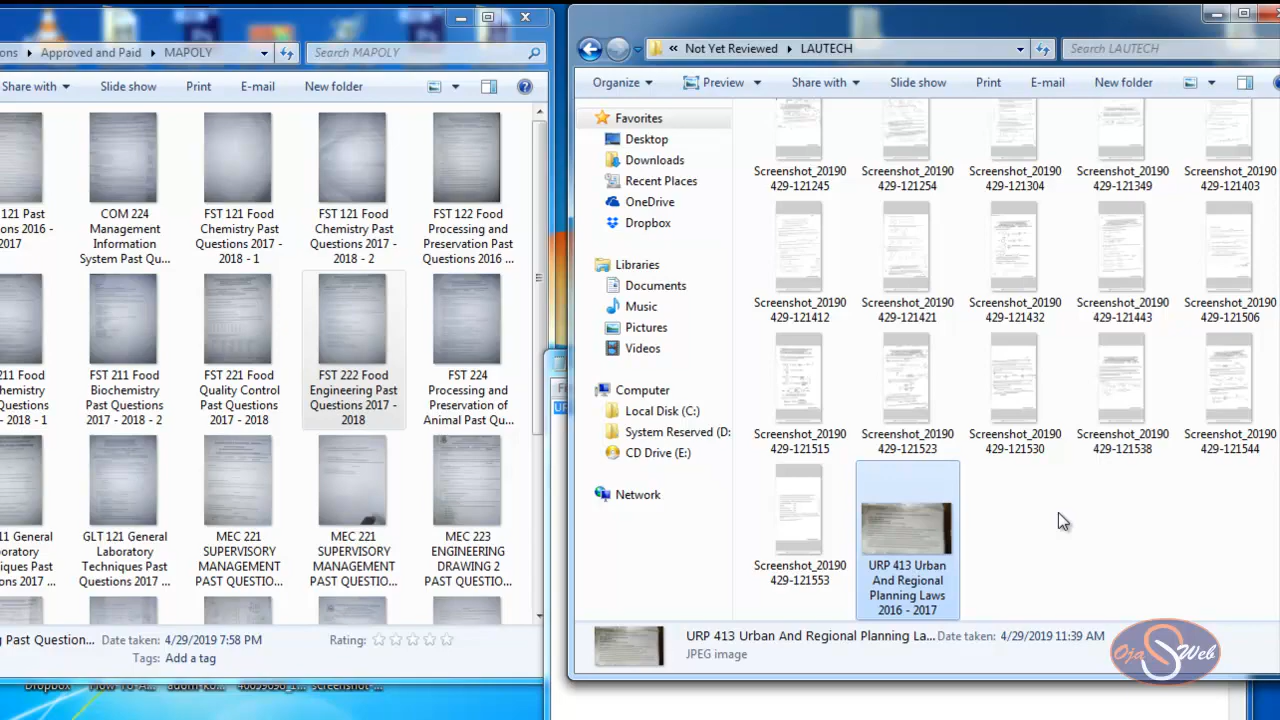 ons ▸ Approved and Paid ▸ MAPOLY
Search MAPOLY
Share with
Slide show
Print
E-mail
New folder
121 Past
ons 2016 -
2017
COM 224
Management
Information
System Past Qu...
FST 121 Food
Chemistry Past
Questions 2017 -
2018 - 1
FST 121 Food
Chemistry Past
Questions 2017 -
2018 - 2
FST 122 Food
Processing and
Preservation Past
Questions 2016 ...
211 Food
hemistry
Questions
- 2018 - 1
FST 211 Food
Biochemistry
Past Questions
2017 - 2018 - 2
FST 221 Food
Quality Control
Past Questions
2017 - 2018
FST 222 Food
Engineering Past
Questions 2017 -
2018
FST 224
Processing and
Preservation of
Animal Past Qu...
11 General
oratory
hniques Past
stions 2017 ...
GLT 121 General
Laboratory
Techniques Past
Questions 2017 ...
MEC 221
SUPERVISORY
MANAGEMENT
PAST QUESTIO...
MEC 221
SUPERVISORY
MANAGEMENT
PAST QUESTIO...
MEC 223
ENGINEERING
DRAWING 2
PAST QUESTIO...
g Past Question...
Date taken: 4/29/2019 7:58 PM
Rating:
Tags: Add a tag
« Not Yet Reviewed ▸ LAUTECH
Search LAUTECH
Organize
Preview
Share with
Slide show
Print
E-mail
New folder
Favorites
Desktop
Downloads
Recent Places
OneDrive
Dropbox
Libraries
Documents
Music
Pictures
Videos
Computer
Local Disk (C:)
System Reserved (D:
CD Drive (E:)
Network
Screenshot_20190
429-121245
Screenshot_20190
429-121254
Screenshot_20190
429-121304
Screenshot_20190
429-121349
Screenshot_20190
429-121403
Screenshot_20190
429-121412
Screenshot_20190
429-121421
Screenshot_20190
429-121432
Screenshot_20190
429-121443
Screenshot_20190
429-121506
Screenshot_20190
429-121515
Screenshot_20190
429-121523
Screenshot_20190
429-121530
Screenshot_20190
429-121538
Screenshot_20190
429-121544
Screenshot_20190
429-121553
URP 413 Urban
And Regional
Planning Laws
2016 - 2017
URP 413 Urban And Regional Planning La...
Date taken: 4/29/2019 11:39 AM
JPEG image
Oja Web